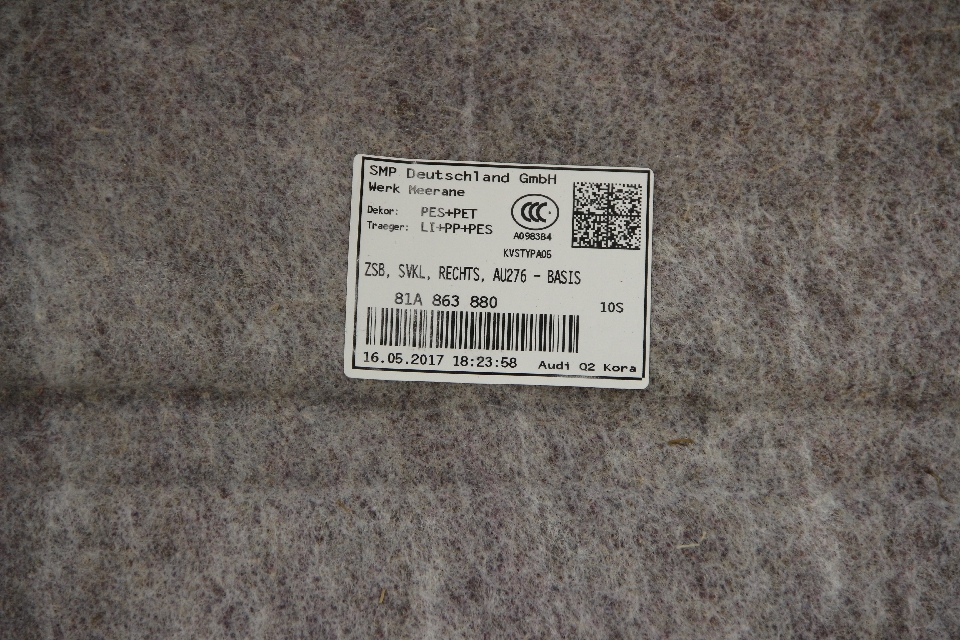 SMP Deutschland GmbH
Werk Meerane
Dekor: PES+PET
Traeger: LI+PP+PES
CCC
A098384
KVSTYPA05
ZSB, SVKL, RECHTS, AU276 - BASIS
81A 863 880
10S
16.05.2017 18:23:58 Audi Q2 Kora